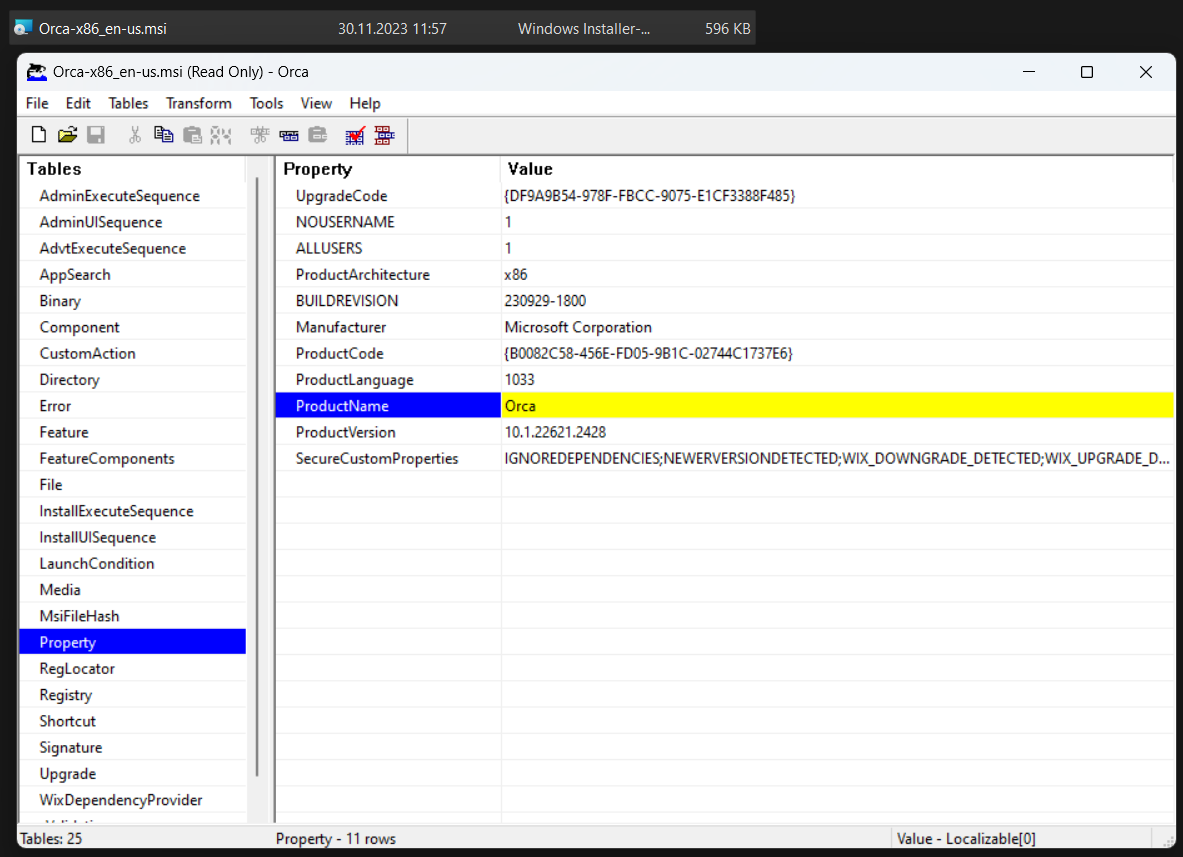 Orca-x86_en-us.msi 30.11.2023 11:57 Windows Installer-... 596 KB
Orca-x86_en-us.msi (Read Only) - Orca
File Edit Tables Transform Tools View Help
Tables
AdminExecuteSequence
AdminUISequence
AdvtExecuteSequence
AppSearch
Binary
Component
CustomAction
Directory
Error
Feature
FeatureComponents
File
InstallExecuteSequence
InstallUISequence
LaunchCondition
Media
MsiFileHash
Property
RegLocator
Registry
Shortcut
Signature
Upgrade
WixDependencyProvider
Property Value
UpgradeCode {DF9A9B54-978F-FBCC-9075-E1CF3388F485}
NOUSERNAME 1
ALLUSERS 1
ProductArchitecture x86
BUILDREVISION 230929-1800
Manufacturer Microsoft Corporation
ProductCode {B0082C58-456E-FD05-9B1C-02744C1737E6}
ProductLanguage 1033
ProductName Orca
ProductVersion 10.1.22621.2428
SecureCustomProperties IGNOREDEPENDENCIES;NEWERVERSIONDETECTED;WIX_DOWNGRADE_DETECTED;WIX_UPGRADE_D...
Tables: 25 Property - 11 rows Value - Localizable[0]